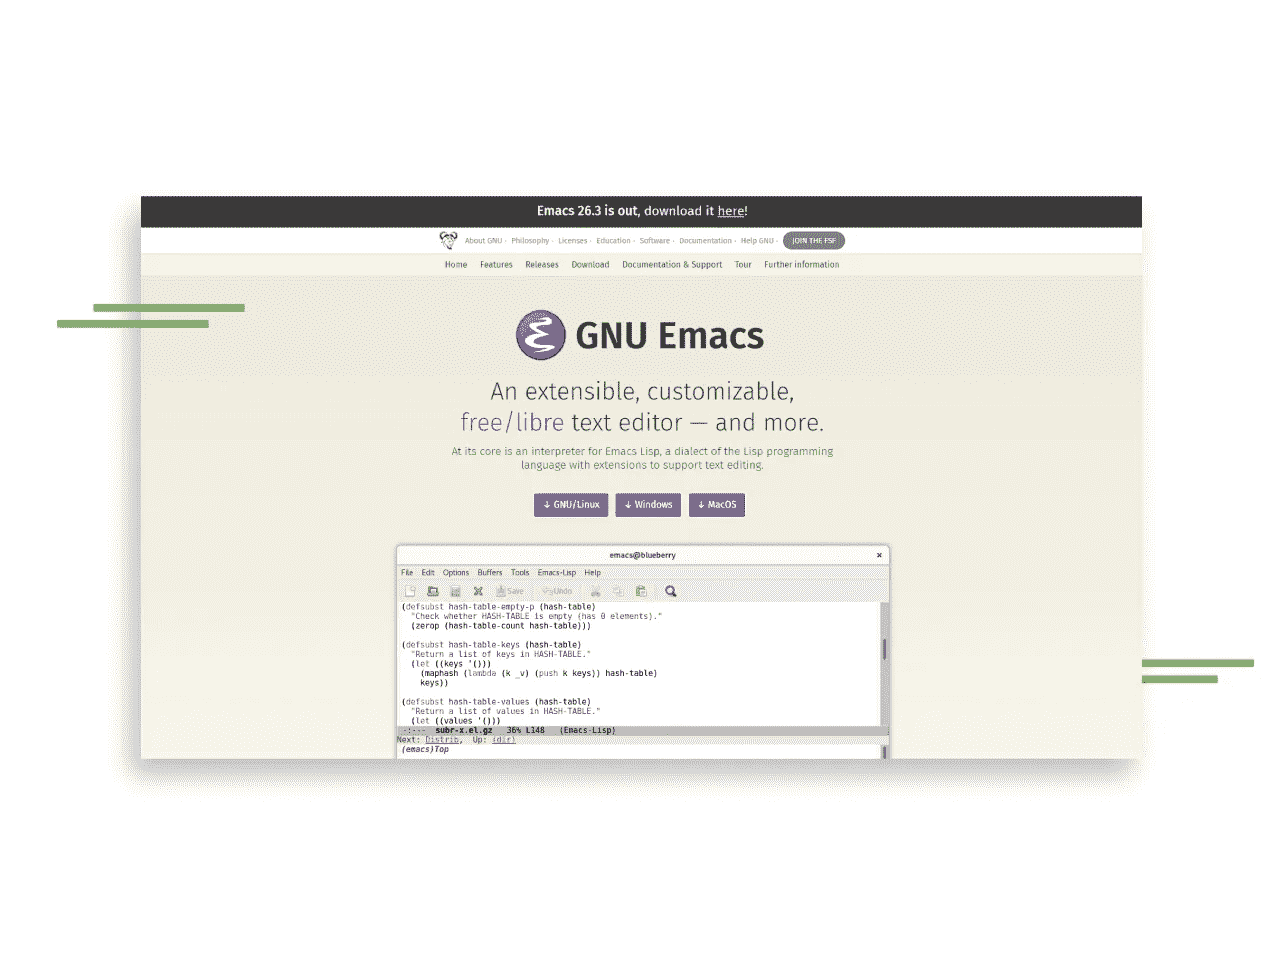 Emacs 26.3 is out, download it here!
About GNU · Philosophy · Licenses · Education · Software · Documentation · Help GNU · JOIN THE FSF
Home Features Releases Download Documentation & Support Tour Further information
GNU Emacs
An extensible, customizable,
free/libre text editor — and more.
At its core is an interpreter for Emacs Lisp, a dialect of the Lisp programming
language with extensions to support text editing.
↓ GNU/Linux ↓ Windows ↓ MacOS
emacs@blueberry ×
File Edit Options Buffers Tools Emacs-Lisp Help
Save Undo
(defsubst hash-table-empty-p (hash-table)
"Check whether HASH-TABLE is empty (has 0 elements)."
(zerop (hash-table-count hash-table)))
(defsubst hash-table-keys (hash-table)
"Return a list of keys in HASH-TABLE."
(let ((keys '()))
(maphash (lambda (k _v) (push k keys)) hash-table)
keys))
(defsubst hash-table-values (hash-table)
"Return a list of values in HASH-TABLE."
(let ((values '()))
-:--- subr-x.el.gz 36% L148 (Emacs-Lisp)
Next: Distrib, Up: (dir)
(emacs)Top